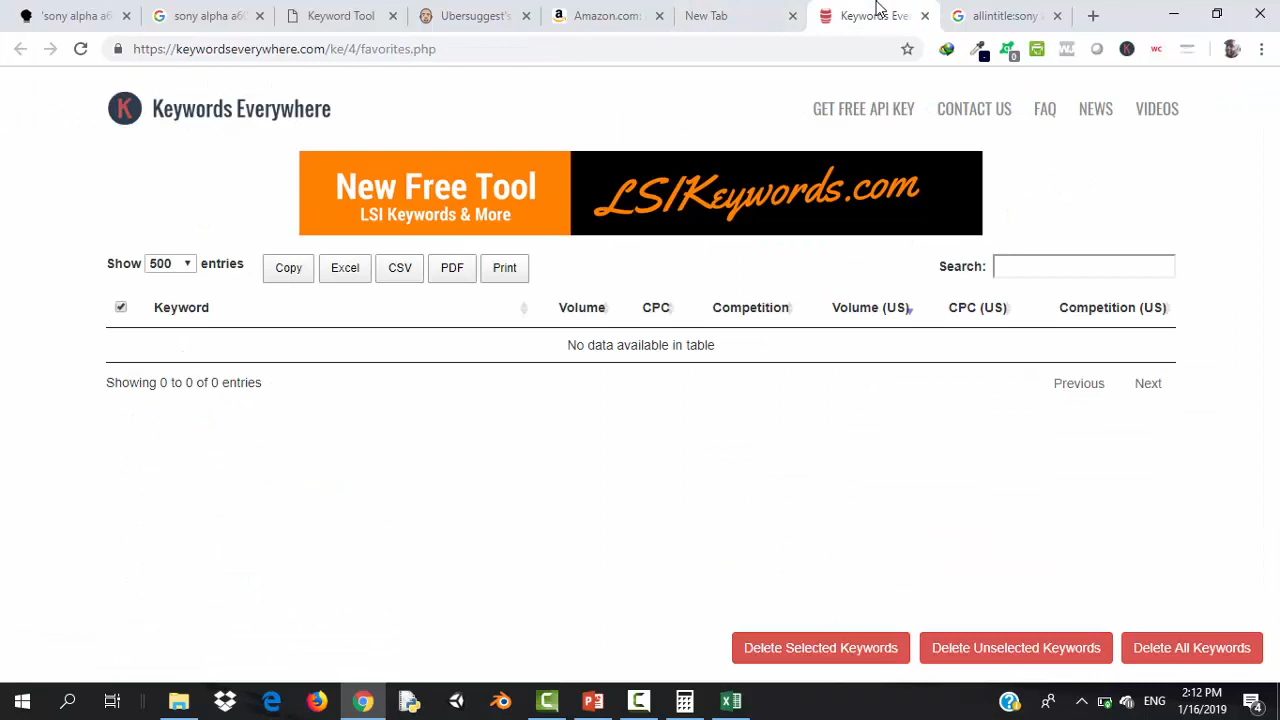 'sony alpha a6
sony alpha a6
Keyword Tool
Ubersuggest's
Amazon.com:
New Tab
Keywords Eve
allintitle:sony
https://keywordseverywhere.com/ke/4/favorites.php
0
WC
K Keywords Everywhere
GET FREE API KEY CONTACT US FAQ NEWS VIDEOS
New Free Tool
LSI Keywords & More
LSIKeywords.com
Show 500 entries Copy Excel CSV PDF Print Search:
Keyword Volume CPC Competition Volume (US) CPC (US) Competition (US)
No data available in table
Showing 0 to 0 of 0 entries Previous Next
Delete Selected Keywords Delete Unselected Keywords Delete All Keywords
ENG
2:12 PM
1/16/2019
4